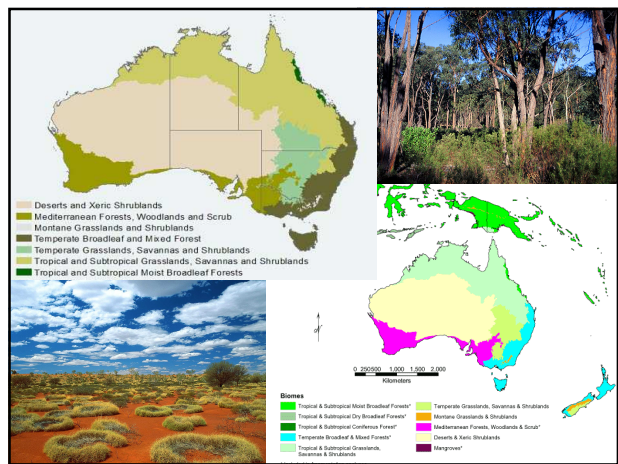 Deserts and Xeric Shrublands
Mediterranean Forests, Woodlands and Scrub
Montane Grasslands and Shrublands
Temperate Broadleaf and Mixed Forest
Temperate Grasslands, Savannas and Shrublands
Tropical and Subtropical Grasslands, Savannas and Shrublands
Tropical and Subtropical Moist Broadleaf Forests
N
0 250500 1,000 1,500 2,000
Kilometers
Biomes
Tropical & Subtropical Moist Broadleaf Forests*
Tropical & Subtropical Dry Broadleaf Forests*
Tropical & Subtropical Coniferous Forest*
Temperate Broadleaf & Mixed Forests*
Tropical & Subtropical Grasslands,
Savannas & Shrublands
Temperate Grasslands, Savannas & Shrublands
Montana Grasslands & Shrublands
Mediterranean Forests, Woodlands & Scrub*
Deserts & Xeric Shrublands
Mangroves*